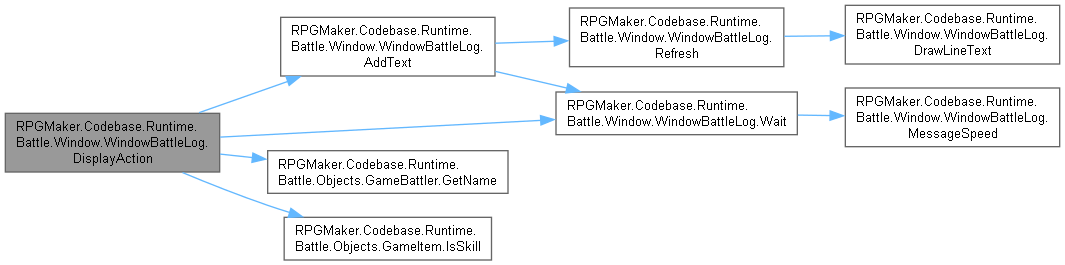 RPGMaker.Codebase.Runtime.
Battle.Window.WindowBattleLog.
DisplayAction
RPGMaker.Codebase.Runtime.
Battle.Window.WindowBattleLog.
AddText
RPGMaker.Codebase.Runtime.
Battle.Window.WindowBattleLog.
Refresh
RPGMaker.Codebase.Runtime.
Battle.Window.WindowBattleLog.
DrawLineText
RPGMaker.Codebase.Runtime.
Battle.Window.WindowBattleLog.Wait
RPGMaker.Codebase.Runtime.
Battle.Window.WindowBattleLog.
MessageSpeed
RPGMaker.Codebase.Runtime.
Battle.Objects.GameBattler.GetName
RPGMaker.Codebase.Runtime.
Battle.Objects.GameItem.IsSkill